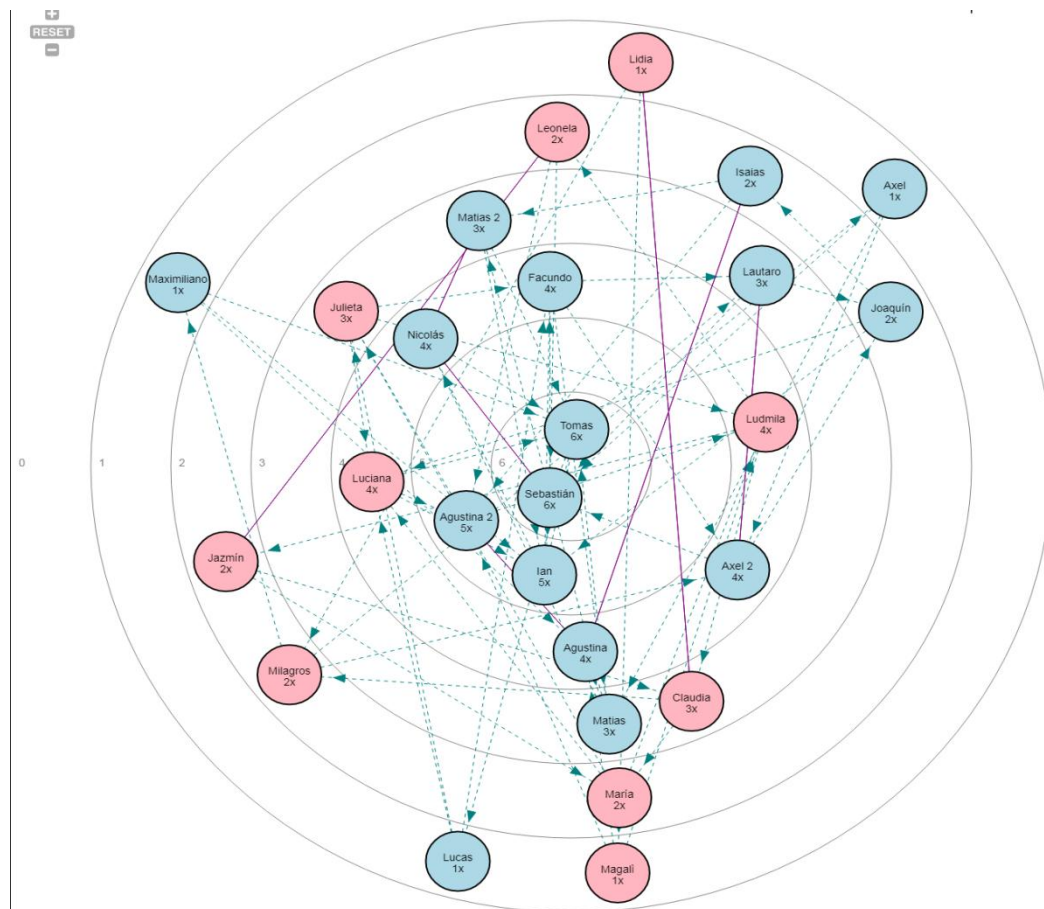 RESET
Lidia
1x
Leonela
2x
Isaias
2x
Axel
1x
Matias 2
3x
Maximiliano
1x
Facundo
4x
Lautaro
3x
Julieta
3x
Joaquín
2x
Nicolás
4x
Tomas
6x
Ludmila
4x
0
1
2
3
4
6
Luciana
4x
Sebastián
6x
Agustina 2
5x
Jazmín
2x
Ian
5x
Axel 2
4x
Agustina
4x
Milagros
2x
Claudia
3x
Matias
3x
María
2x
Lucas
1x
Magalí
1x